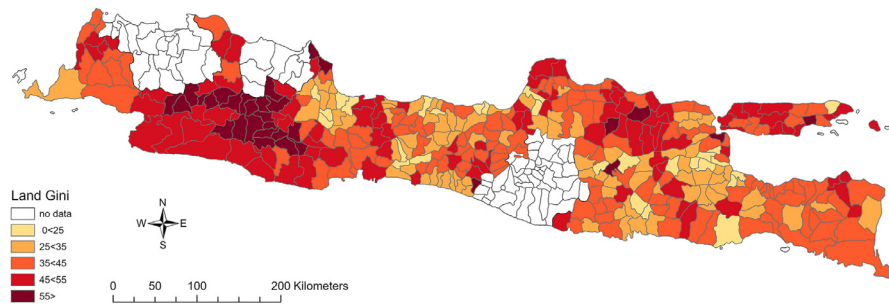 Land Gini
no data
0<25
25<35
35<45
45<55
55>
N
W E
S
0 50 100 200 Kilometers